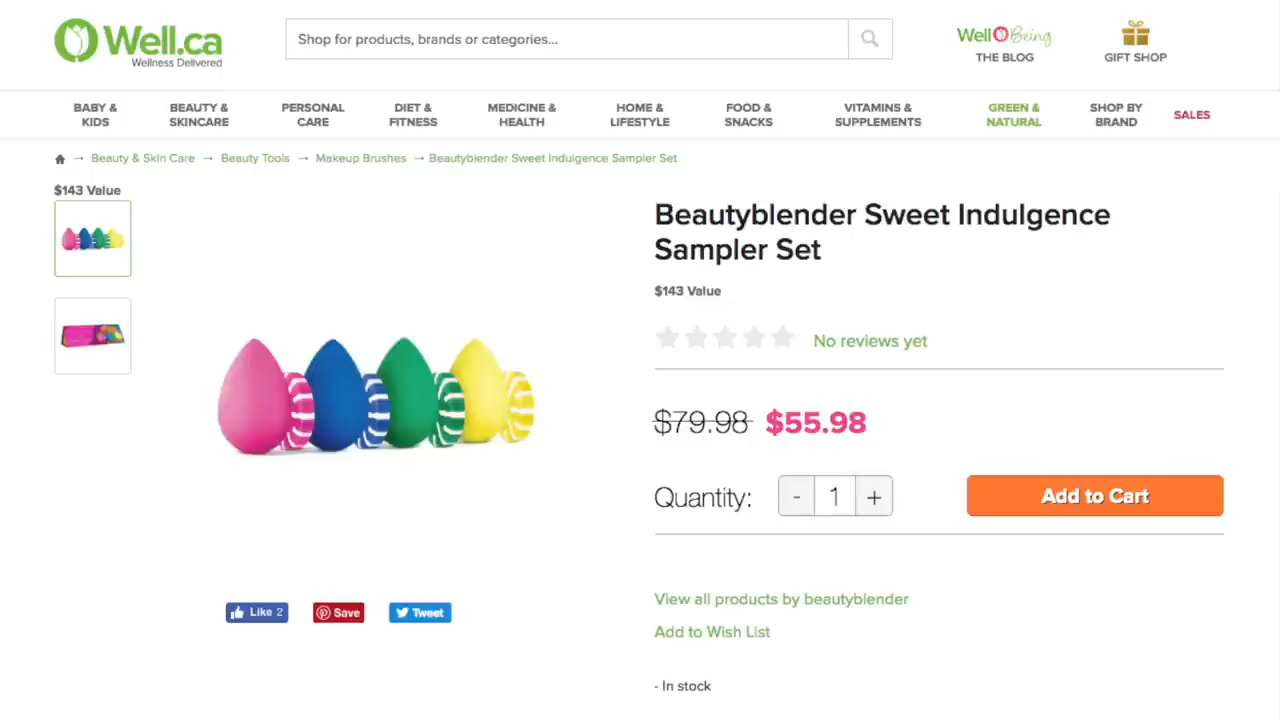 Well.ca
Wellness Delivered
Shop for products, brands or categories...
Well Being
THE BLOG
GIFT SHOP
BABY & KIDS
BEAUTY & SKINCARE
PERSONAL CARE
DIET & FITNESS
MEDICINE & HEALTH
HOME & LIFESTYLE
FOOD & SNACKS
VITAMINS & SUPPLEMENTS
GREEN & NATURAL
SHOP BY BRAND
SALES
→ Beauty & Skin Care → Beauty Tools → Makeup Brushes → Beautyblender Sweet Indulgence Sampler Set
$143 Value
Beautyblender Sweet Indulgence
Sampler Set
$143 Value
No reviews yet
$79.98 $55.98
Quantity: - 1 + Add to Cart
Like 2 Save Tweet
View all products by beautyblender
Add to Wish List
- In stock